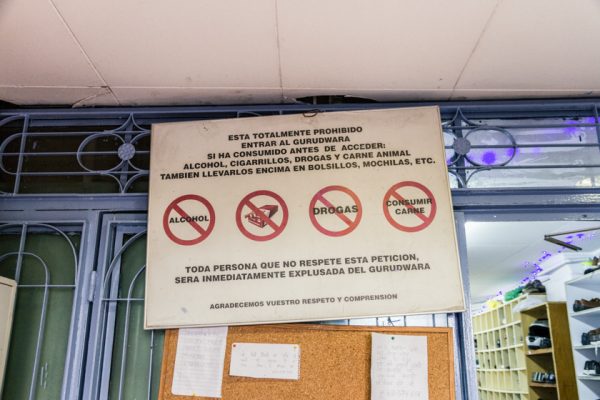 ESTA TOTALMENTE PROHIBIDO
ENTRAR AL GURUDWARA
SI HA CONSUMIDO ANTES DE ACCEDER:
ALCOHOL, CIGARRILLOS, DROGAS Y CARNE ANIMAL
TAMBIEN LLEVARLOS ENCIMA EN BOLSILLOS, MOCHILAS, ETC.
ALCOHOL
DROGAS
CONSUMIR
CARNE
TODA PERSONA QUE NO RESPETE ESTA PETICION,
SERA INMEDIATAMENTE EXPLUSADA DEL GURUDWARA
AGRADECEMOS VUESTRO RESPETO Y COMPRENSION